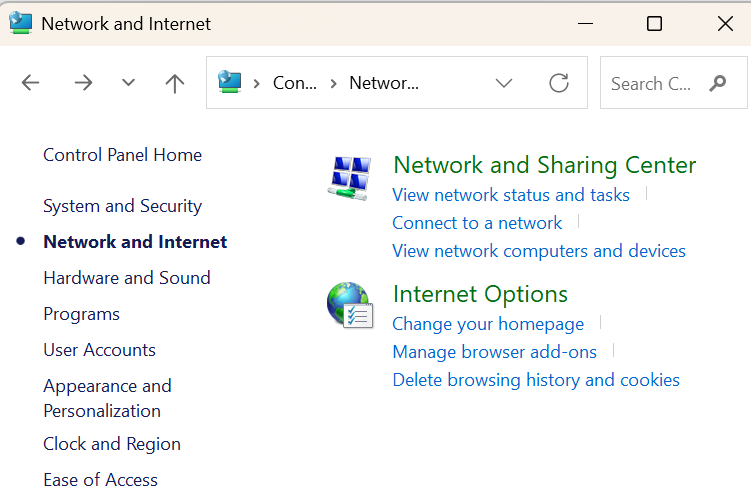 Network and Internet
Con... Networ...
Search C...
Control Panel Home
System and Security
Network and Internet
Hardware and Sound
Programs
User Accounts
Appearance and
Personalization
Clock and Region
Ease of Access
Network and Sharing Center
View network status and tasks
Connect to a network
View network computers and devices
Internet Options
Change your homepage
Manage browser add-ons
Delete browsing history and cookies